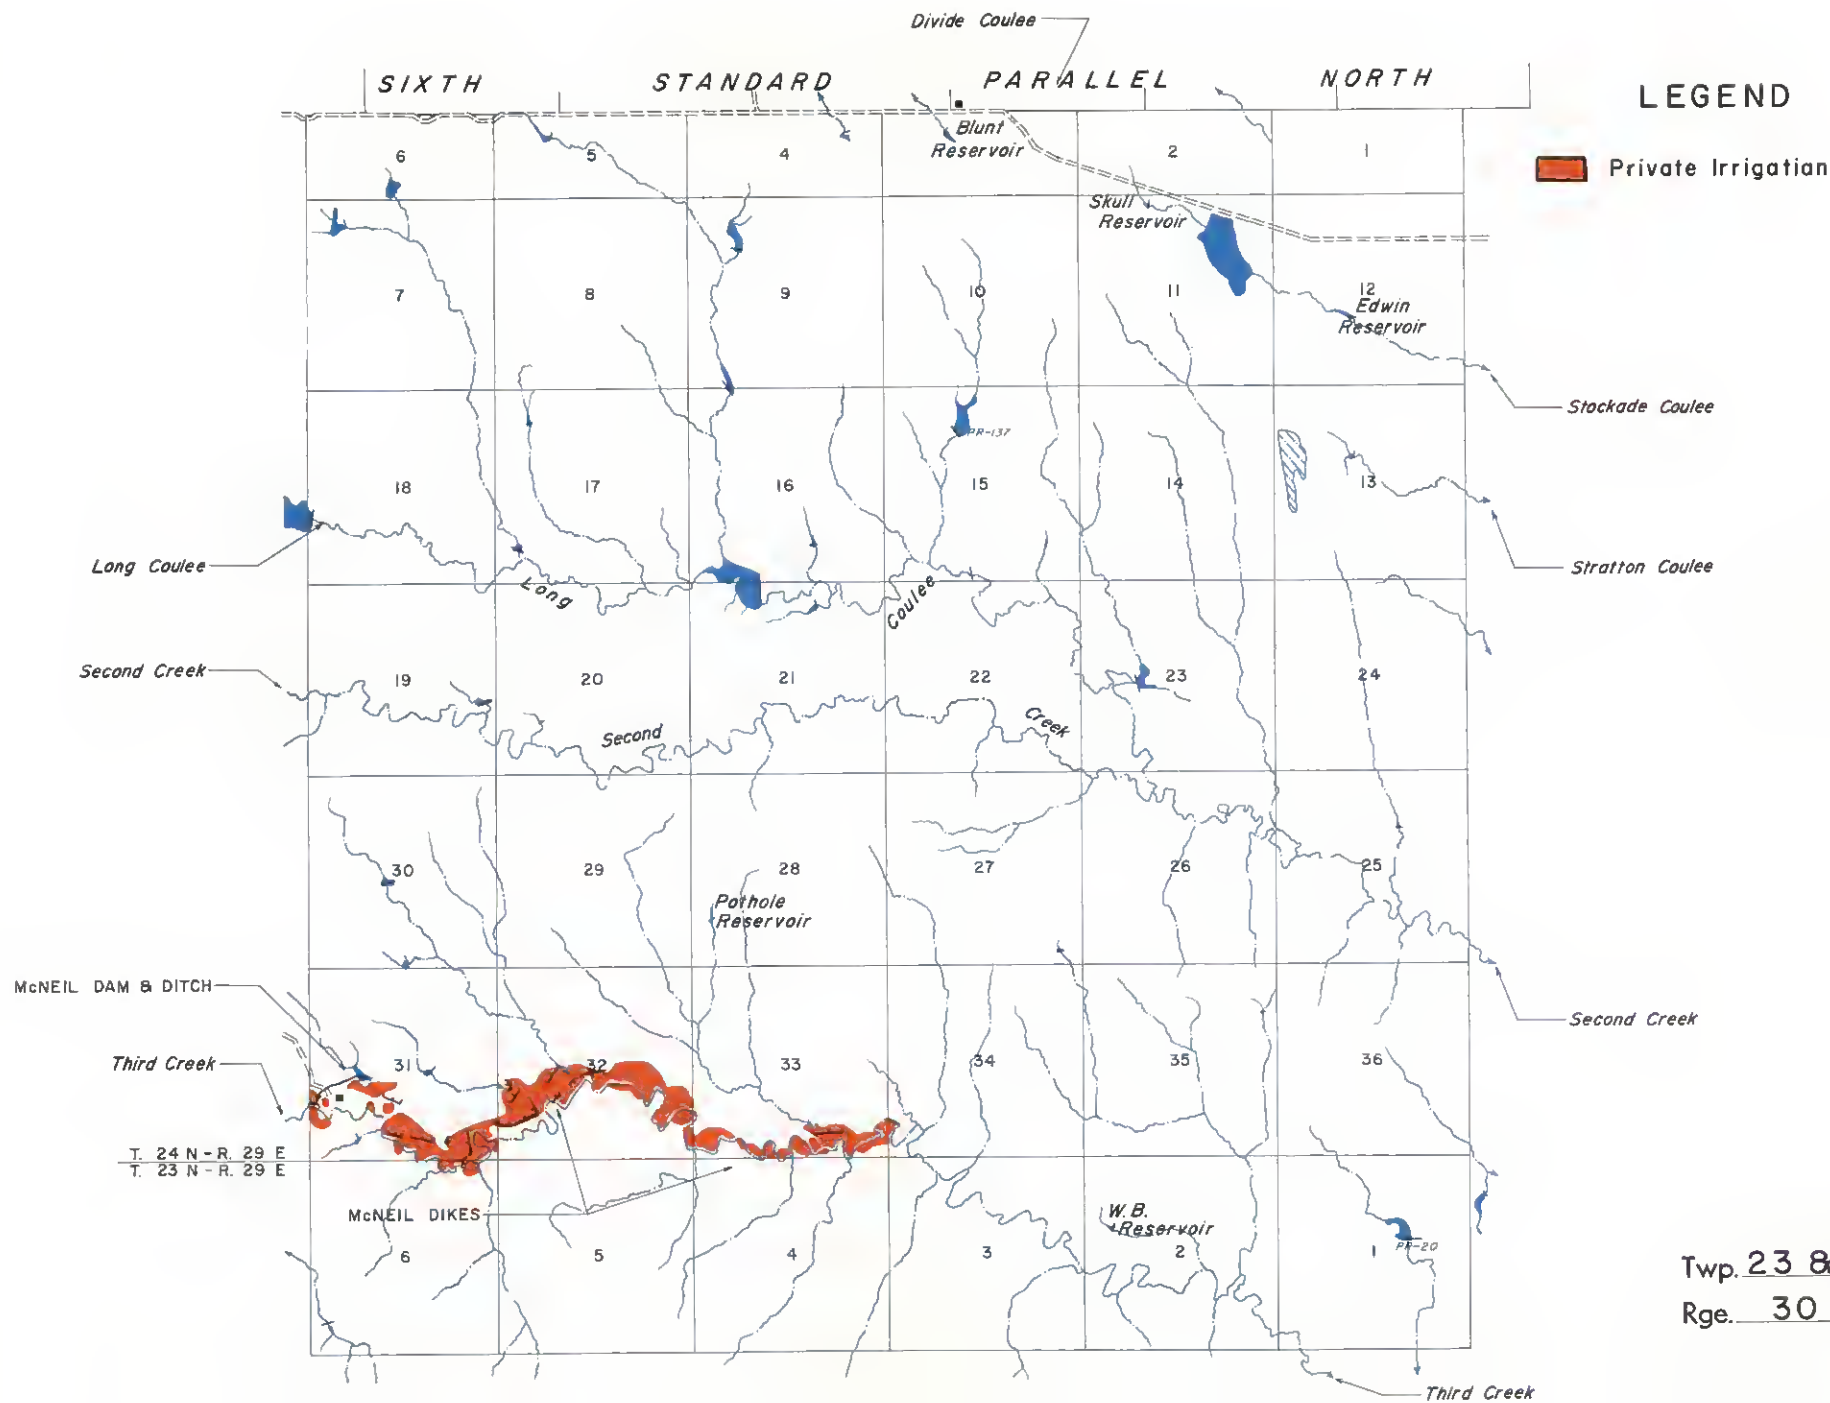 Divide Coulee
SIXTH STANDARD PARALLEL NORTH
LEGEND
Private Irrigation
Blunt
Reservoir
6 5 4 2 1
Skull
Reservoir
7 8 9 10 11 12
Edwin
Reservoir
Stockade Coulee
PR-137
18 17 16 15 14 13
Long Coulee
Stratton Coulee
Long Coulee
Second Creek
19 20 21 22 23 24
Second Creek
30 29 28 27 26 25
Pothole
Reservoir
McNEIL DAM & DITCH
Second Creek
Third Creek
31 32 33 34 35 36
T. 24 N - R. 29 E
T. 23 N - R. 29 E
McNEIL DIKES
W.B.
Reservoir
6 5 4 3 2 1
PR-20
Twp. 23 &
Rge. 30
Third Creek